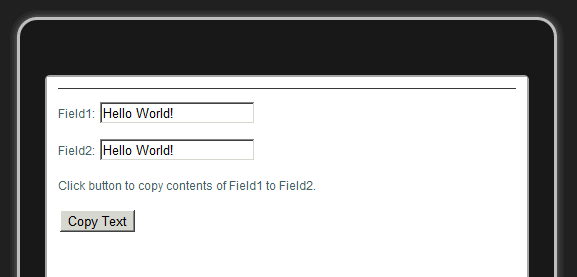 Field1: Hello World!
Field2: Hello World!
Click button to copy contents of Field1 to Field2.
Copy Text